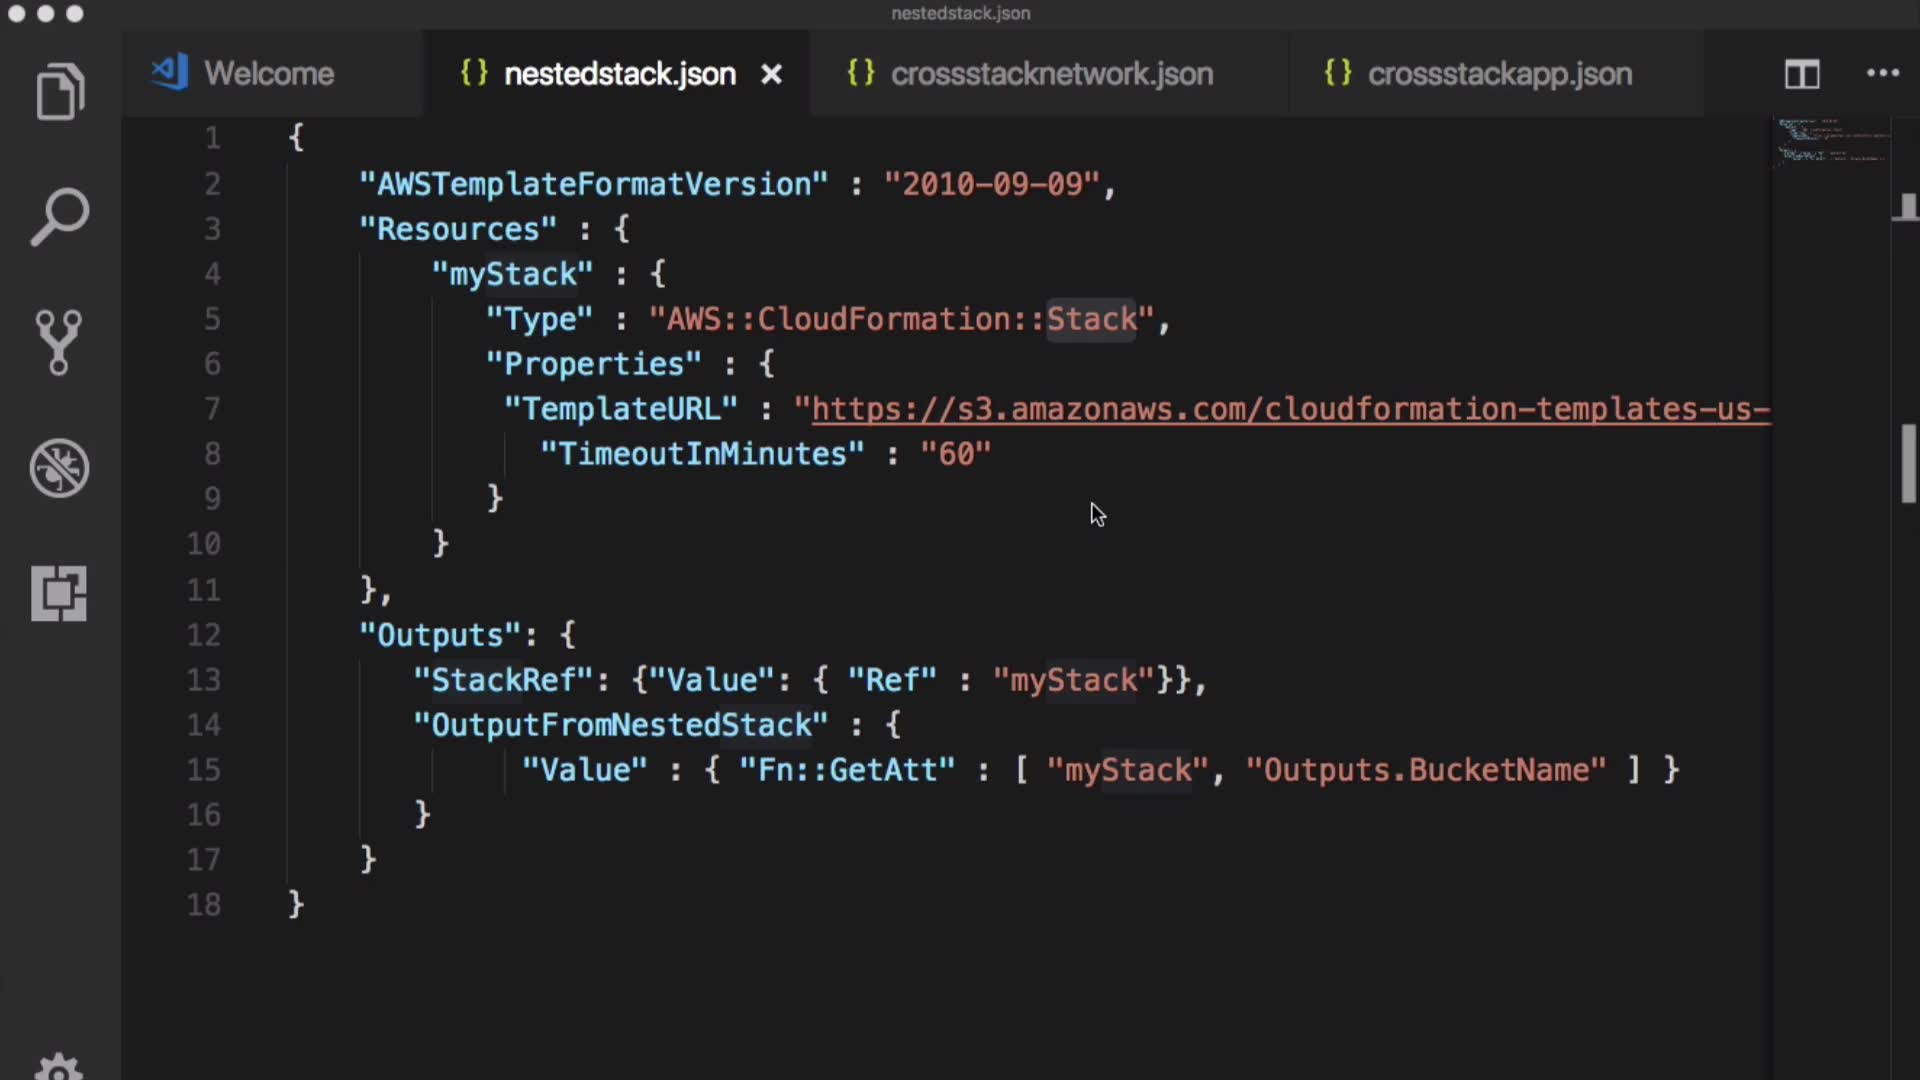 nestedstack.json
Welcome
{} nestedstack.json ×
{} crossstacknetwork.json
{} crossstackapp.json
1 {
2 "AWSTemplateFormatVersion" : "2010-09-09",
3 "Resources" : {
4 "myStack" : {
5 "Type" : "AWS::CloudFormation::Stack",
6 "Properties" : {
7 "TemplateURL" : "https://s3.amazonaws.com/cloudformation-templates-us-
8 "TimeoutInMinutes" : "60"
9 }
10 }
11 },
12 "Outputs": {
13 "StackRef": {"Value": { "Ref" : "myStack"}},
14 "OutputFromNestedStack" : {
15 "Value" : { "Fn::GetAtt" : [ "myStack", "Outputs.BucketName" ] }
16 }
17 }
18 }